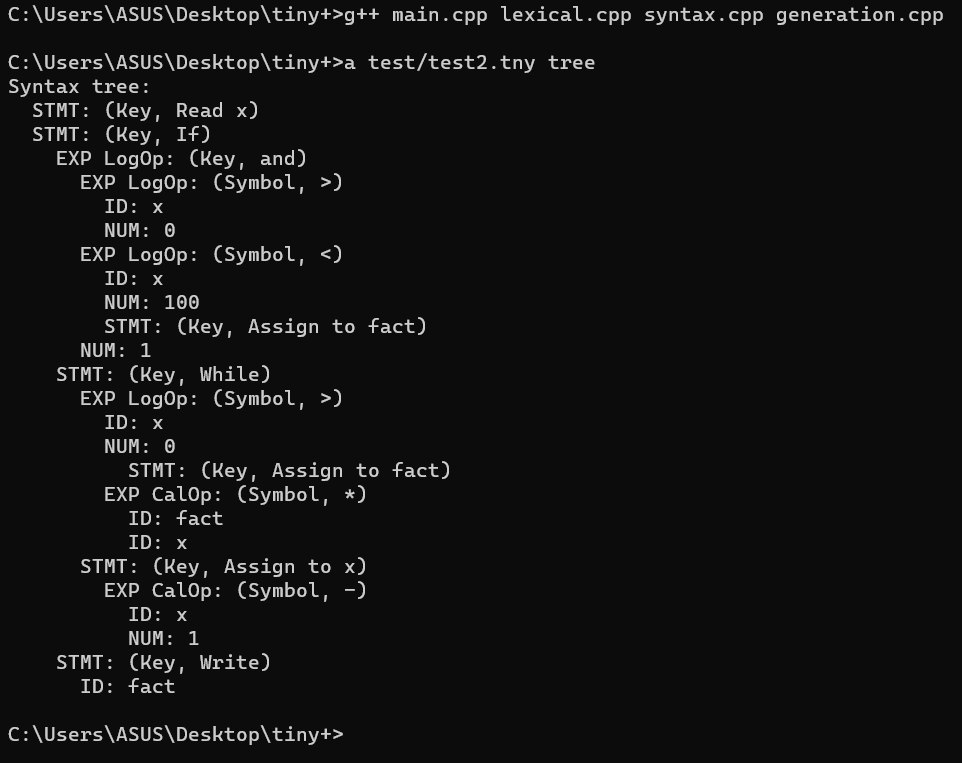 C:\Users\ASUS\Desktop\tiny+>g++ main.cpp lexical.cpp syntax.cpp generation.cpp
C:\Users\ASUS\Desktop\tiny+>a test/test2.tny tree
Syntax tree:
  STMT: (Key, Read x)
  STMT: (Key, If)
    EXP LogOp: (Key, and)
      EXP LogOp: (Symbol, >)
        ID: x
        NUM: 0
      EXP LogOp: (Symbol, <)
        ID: x
        NUM: 100
        STMT: (Key, Assign to fact)
      NUM: 1
    STMT: (Key, While)
      EXP LogOp: (Symbol, >)
        ID: x
        NUM: 0
          STMT: (Key, Assign to fact)
        EXP CalOp: (Symbol, *)
          ID: fact
          ID: x
      STMT: (Key, Assign to x)
        EXP CalOp: (Symbol, -)
          ID: x
          NUM: 1
    STMT: (Key, Write)
      ID: fact
C:\Users\ASUS\Desktop\tiny+>